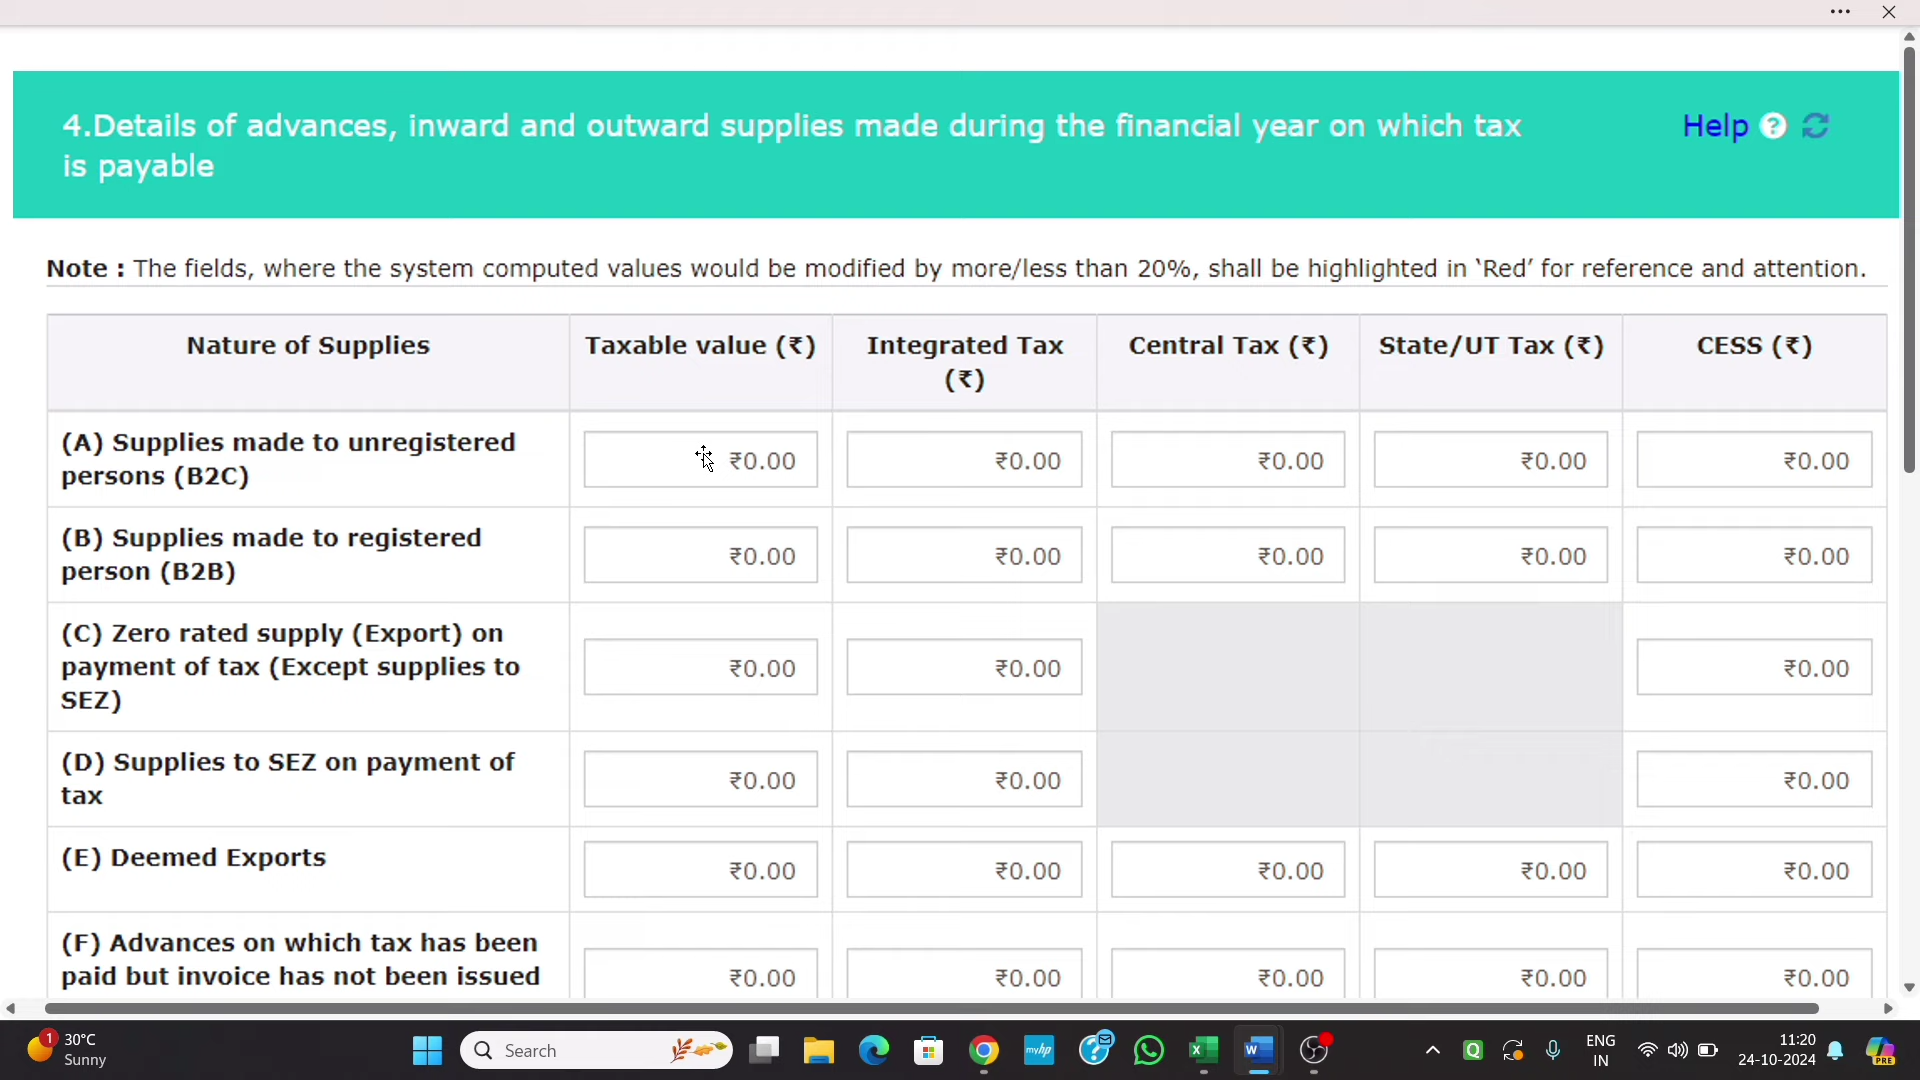 4.Details of advances, inward and outward supplies made during the financial year on which tax
is payable
Help ?
Note : The fields, where the system computed values would be modified by more/less than 20%, shall be highlighted in ‘Red’ for reference and attention.
Nature of Supplies
Taxable value (₹)
Integrated Tax
(₹)
Central Tax (₹)
State/UT Tax (₹)
CESS (₹)
(A) Supplies made to unregistered
persons (B2C)
₹0.00 ₹0.00 ₹0.00 ₹0.00 ₹0.00
(B) Supplies made to registered
person (B2B)
₹0.00 ₹0.00 ₹0.00 ₹0.00 ₹0.00
(C) Zero rated supply (Export) on
payment of tax (Except supplies to
SEZ)
₹0.00 ₹0.00 ₹0.00
(D) Supplies to SEZ on payment of
tax
₹0.00 ₹0.00 ₹0.00
(E) Deemed Exports
₹0.00 ₹0.00 ₹0.00 ₹0.00 ₹0.00
(F) Advances on which tax has been
paid but invoice has not been issued
₹0.00 ₹0.00 ₹0.00 ₹0.00 ₹0.00
1
30°C
Sunny
Search
myhp
?
X
W
Q
ENG
IN
11:20
24-10-2024
PRE